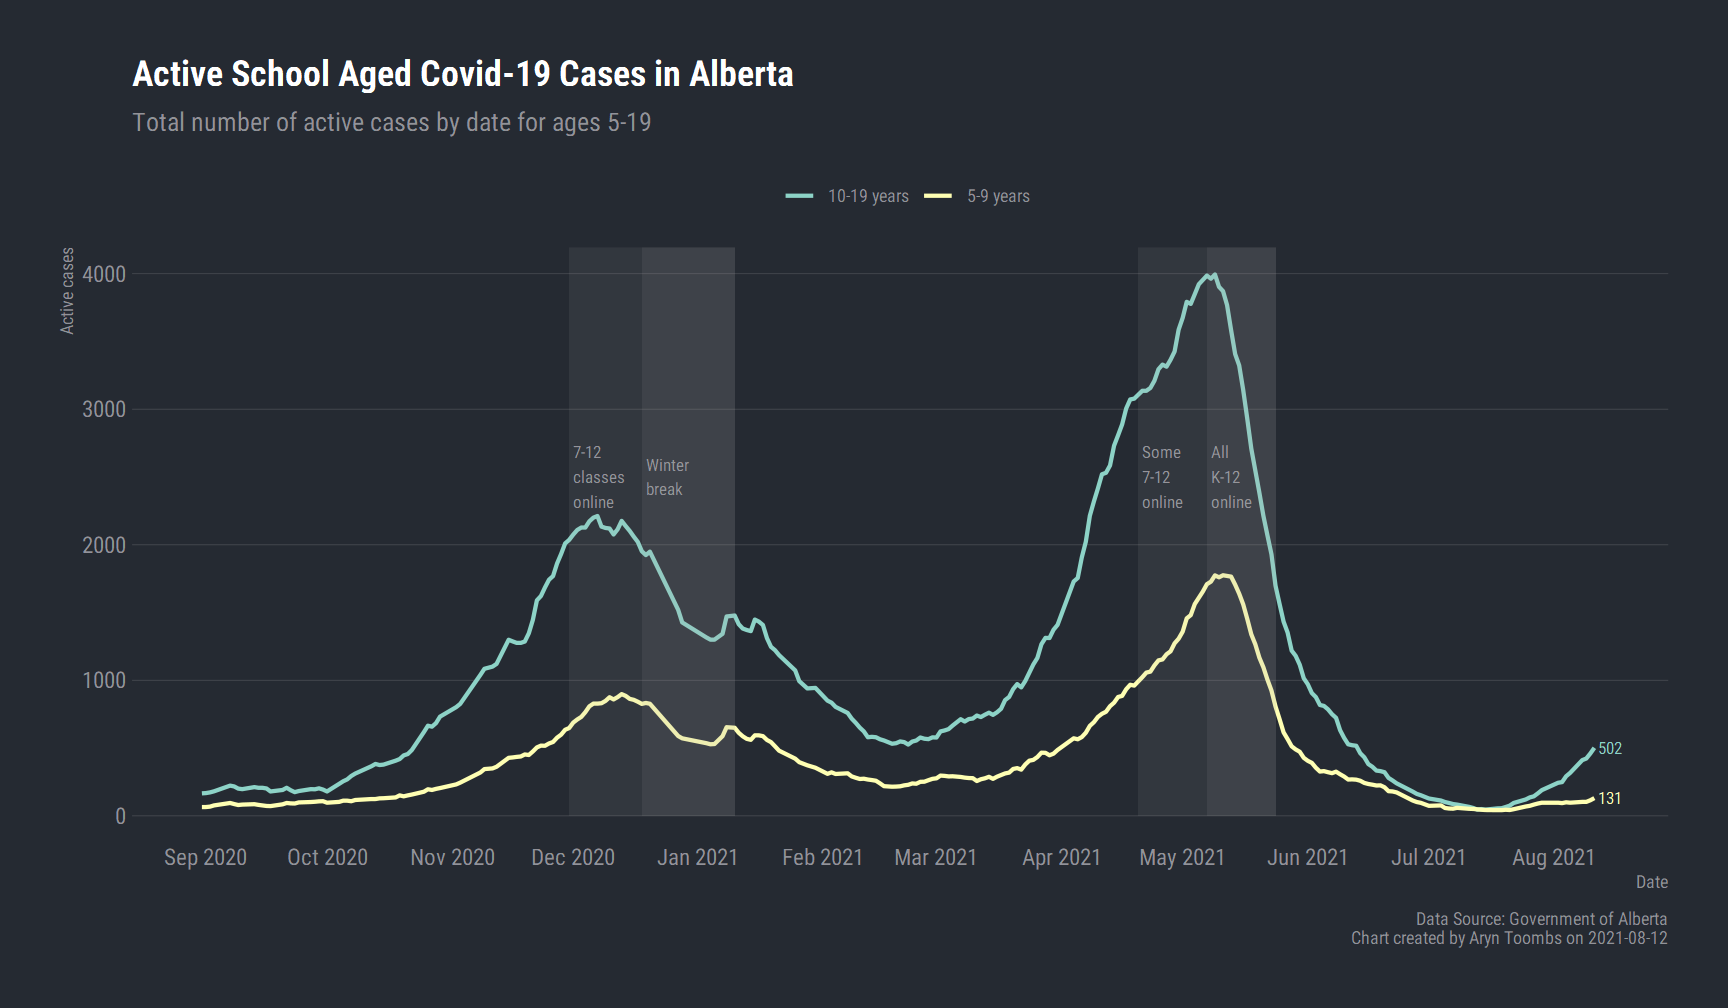 Active School Aged Covid-19 Cases in Alberta
Total number of active cases by date for ages 5-19
10-19 years
5-9 years
Active cases
4000
3000
2000
1000
0
7-12
classes
online
Winter
break
Some
7-12
online
All
K-12
online
502
131
Sep 2020
Oct 2020
Nov 2020
Dec 2020
Jan 2021
Feb 2021
Mar 2021
Apr 2021
May 2021
Jun 2021
Jul 2021
Aug 2021
Date
Data Source: Government of Alberta
Chart created by Aryn Toombs on 2021-08-12